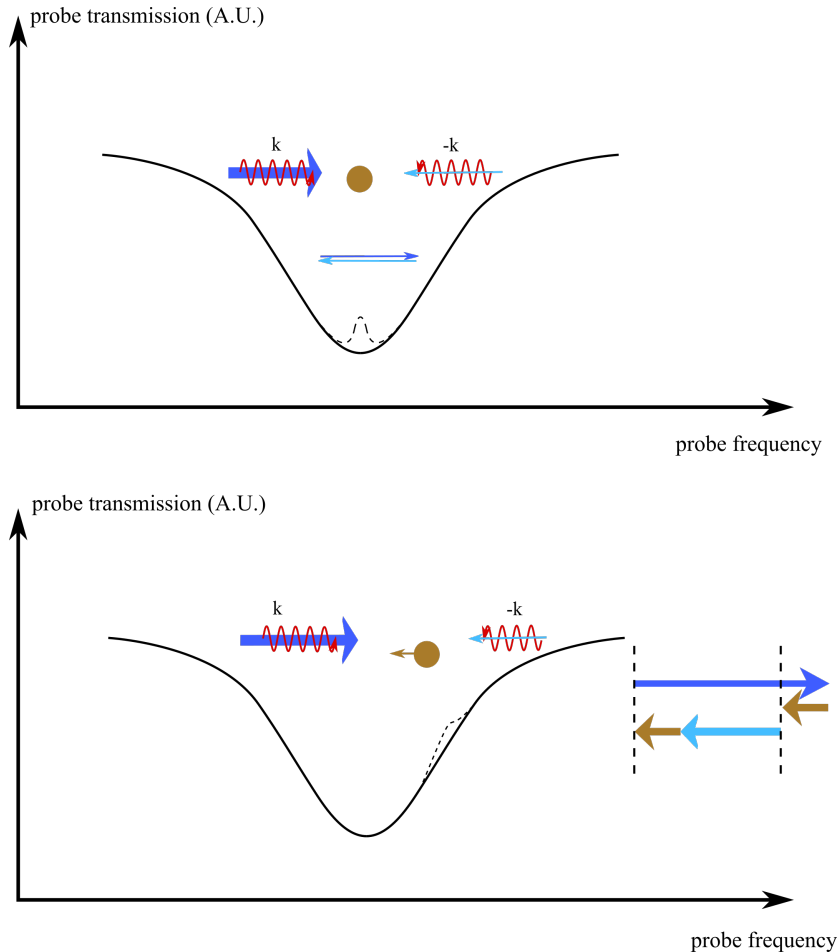 probe transmission (A.U.)
k
-k
probe frequency
probe transmission (A.U.)
k
-k
probe frequency